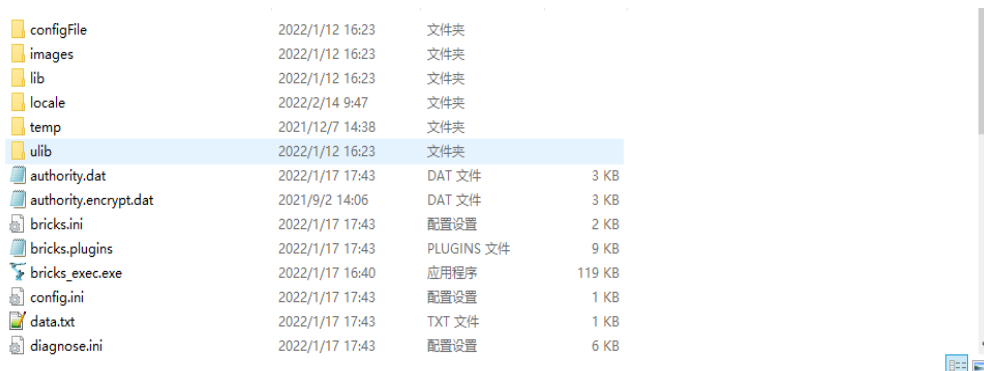 configFile 2022/1/12 16:23 文件夹
images 2022/1/12 16:23 文件夹
lib 2022/1/12 16:23 文件夹
locale 2022/2/14 9:47 文件夹
temp 2021/12/7 14:38 文件夹
ulib 2022/1/12 16:23 文件夹
authority.dat 2022/1/17 17:43 DAT 文件 3 KB
authority.encrypt.dat 2021/9/2 14:06 DAT 文件 3 KB
bricks.ini 2022/1/17 17:43 配置设置 2 KB
bricks.plugins 2022/1/17 17:43 PLUGINS 文件 9 KB
bricks_exec.exe 2022/1/17 16:40 应用程序 119 KB
config.ini 2022/1/17 17:43 配置设置 1 KB
data.txt 2022/1/17 17:43 TXT 文件 1 KB
diagnose.ini 2022/1/17 17:43 配置设置 6 KB